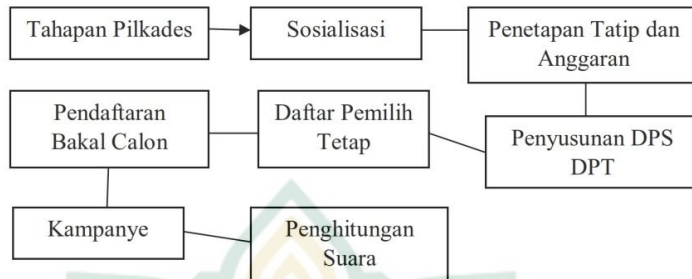 Tahapan Pilkades
Sosialisasi
Penetapan Tatip dan
Anggaran
Penyusunan DPS
DPT
Daftar Pemilih
Tetap
Pendaftaran
Bakal Calon
Kampanye
Penghitungan
Suara